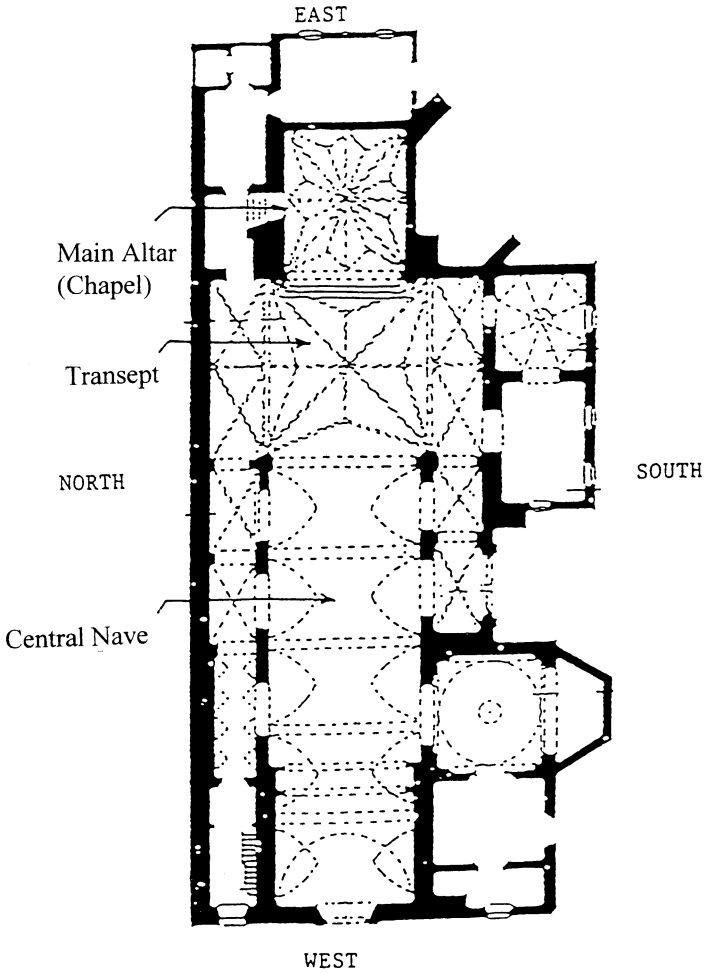 EAST
Main Altar
(Chapel)
Transept
NORTH
SOUTH
Central Nave
WEST